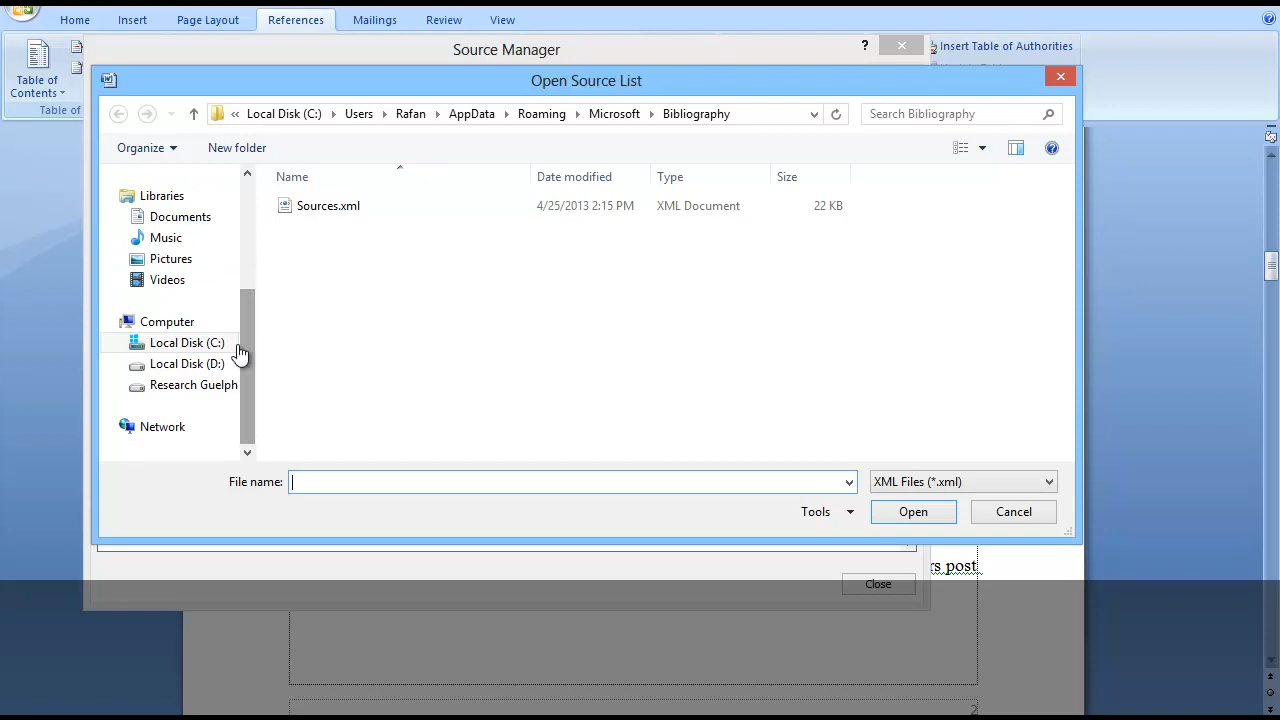 Home Insert Page Layout References Mailings Review View
Source Manager ?
Insert Table of Authorities
Table of
Contents
Table of
Open Source List
« Local Disk (C:) Users Rafan AppData Roaming Microsoft Bibliography
Search Bibliography
Organize New folder
Name Date modified Type Size
Sources.xml 4/25/2013 2:15 PM XML Document 22 KB
Libraries
Documents
Music
Pictures
Videos
Computer
Local Disk (C:)
Local Disk (D:)
Research Guelph
Network
File name: XML Files (*.xml)
Tools Open Cancel
rs post
Close
2